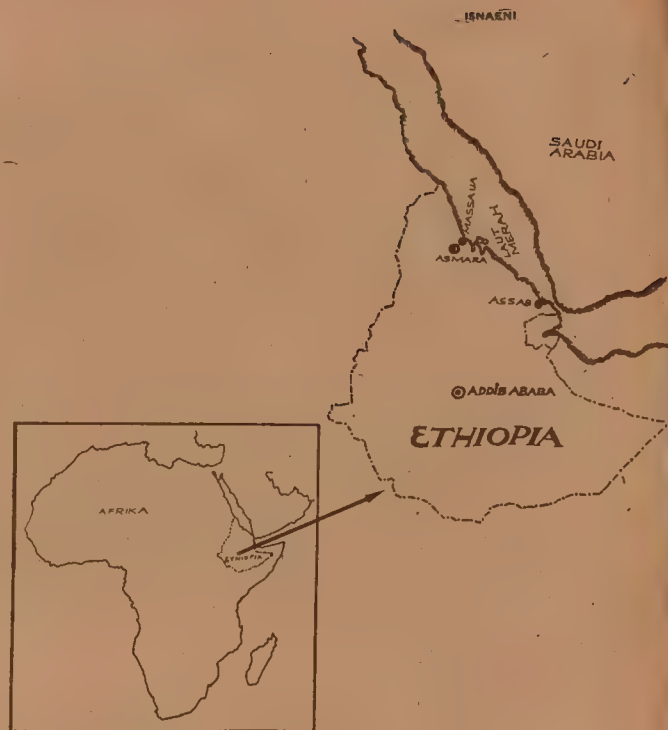 ISNAENI
SAUDI
ARABIA
MASSAUA
LAUT
MERAH
ASMARA
ASSAB
ADDIS ABABA
ETHIOPIA
AFRIKA
ETHIOPIA